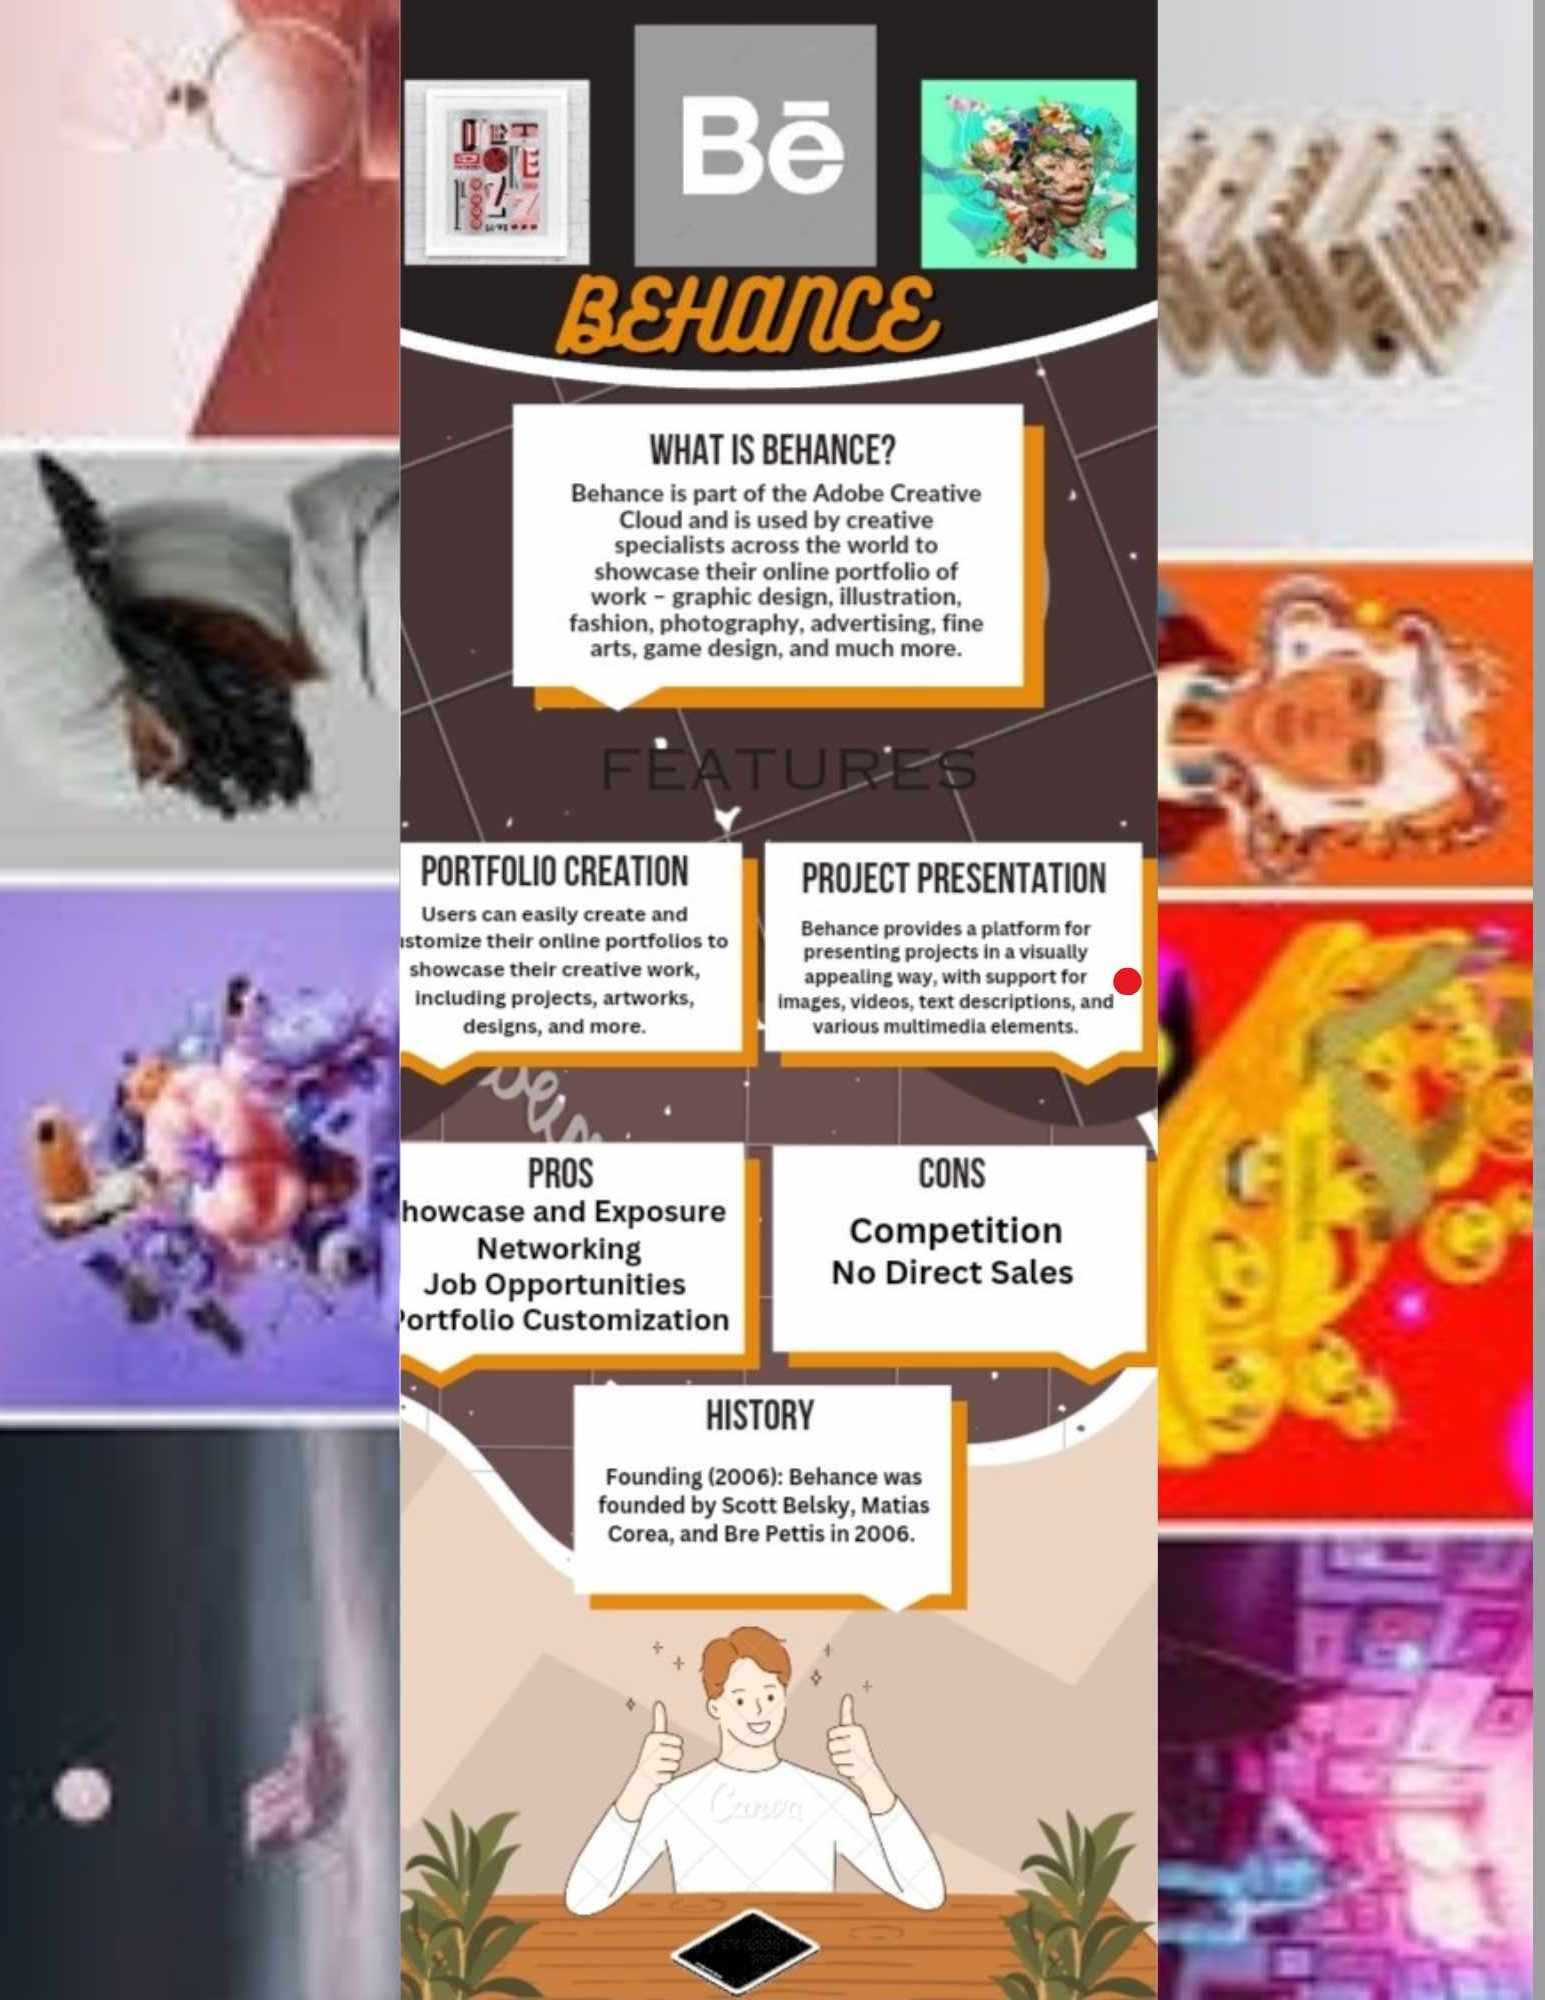 Bē
BEHANCE
WHAT IS BEHANCE?
Behance is part of the Adobe Creative
Cloud and is used by creative
specialists across the world to
showcase their online portfolio of
work – graphic design, illustration,
fashion, photography, advertising, fine
arts, game design, and much more.
FEATURES
PORTFOLIO CREATION
Users can easily create and
ustomize their online portfolios to
showcase their creative work,
including projects, artworks,
designs, and more.
PROJECT PRESENTATION
Behance provides a platform for
presenting projects in a visually
appealing way, with support for
images, videos, text descriptions, and
various multimedia elements.
PROS
howcase and Exposure
Networking
Job Opportunities
Portfolio Customization
CONS
Competition
No Direct Sales
HISTORY
Founding (2006): Behance was
founded by Scott Belsky, Matias
Corea, and Bre Pettis in 2006.
Canva